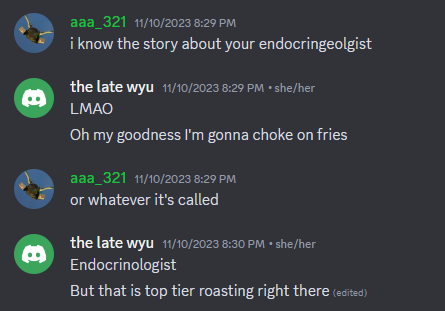 aaa_321 11/10/2023 8:29 PM
i know the story about your endocringeolgist
the late wyu 11/10/2023 8:29 PM • she/her
LMAO
Oh my goodness I'm gonna choke on fries
aaa_321 11/10/2023 8:29 PM
or whatever it's called
the late wyu 11/10/2023 8:30 PM • she/her
Endocrinologist
But that is top tier roasting right there (edited)